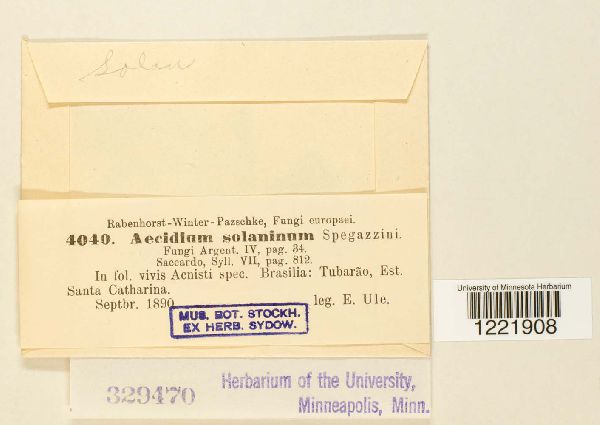 Solan
Rabenhorst-Winter-Pazschke, Fungi europaei.
4040. Aecidium solaninum Spegazzini.
Fungi Argent. IV, pag. 34.
Saccardo, Syll. VII, pag. 812.
In fol. vivis Acnisti spec. Brasilia: Tubarão, Est.
Santa Catharina.
Septbr. 1890 leg. E. Ule.
MUS. BOT. STOCKH.
EX HERB. SYDOW.
University of Minnesota Herbarium
1221908
329470
Herbarium of the University,
Minneapolis, Minn.